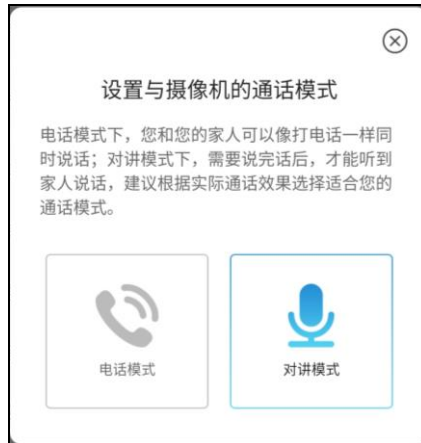 设置与摄像机的通话模式
电话模式下，您和您的家人可以像打电话一样同
时说话；对讲模式下，需要说完话后，才能听到
家人说话，建议根据实际通话效果选择适合您的
通话模式。
电话模式
对讲模式